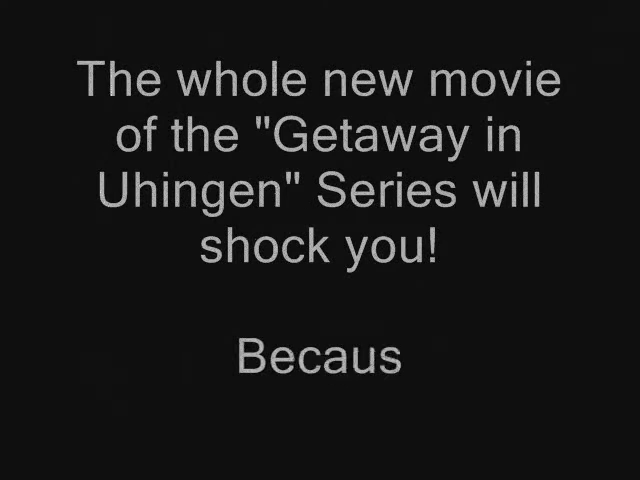 The whole new movie
of the "Getaway in
Uhingen" Series will
shock you!
Becaus